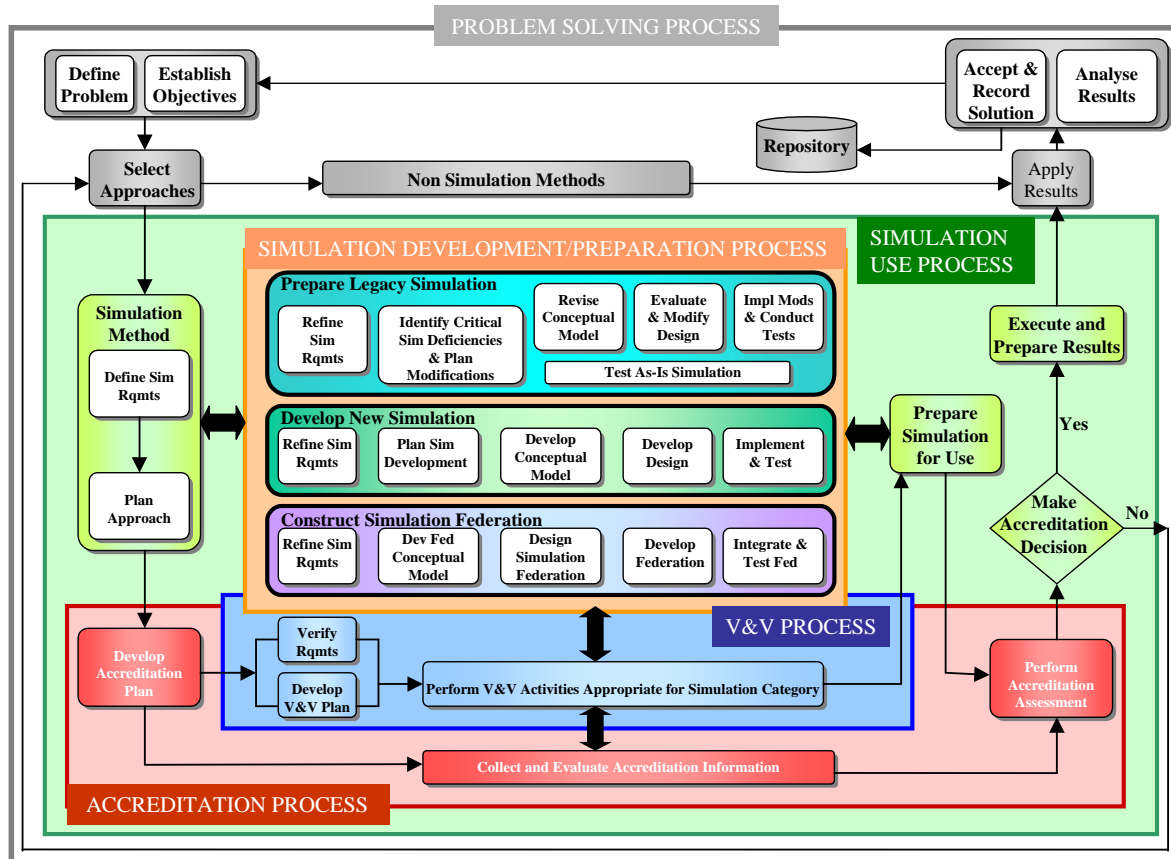 PROBLEM SOLVING PROCESS
Define
Problem
Establish
Objectives
Accept &
Record
Solution
Analyse
Results
Repository
Select
Approaches
Non Simulation Methods
Apply
Results
SIMULATION DEVELOPMENT/PREPARATION PROCESS
SIMULATION
USE PROCESS
Simulation
Method
Define Sim
Rqmts
Plan
Approach
Prepare Legacy Simulation
Refine
Sim
Rqmts
Identify Critical
Sim Deficiencies
& Plan
Modifications
Revise
Conceptual
Model
Evaluate
& Modify
Design
Impl Mods
& Conduct
Tests
Test As-Is Simulation
Develop New Simulation
Refine Sim
Rqmts
Plan Sim
Development
Develop
Conceptual
Model
Develop
Design
Implement
& Test
Construct Simulation Federation
Refine Sim
Rqmts
Dev Fed
Conceptual
Model
Design
Simulation
Federation
Develop
Federation
Integrate &
Test Fed
Execute and
Prepare Results
Prepare
Simulation
for Use
Yes
Make
Accreditation
Decision
No
V&V PROCESS
Develop
Accreditation
Plan
Verify
Rqmts
Develop
V&V Plan
Perform V&V Activities Appropriate for Simulation Category
Perform
Accreditation
Assessment
Collect and Evaluate Accreditation Information
ACCREDITATION PROCESS